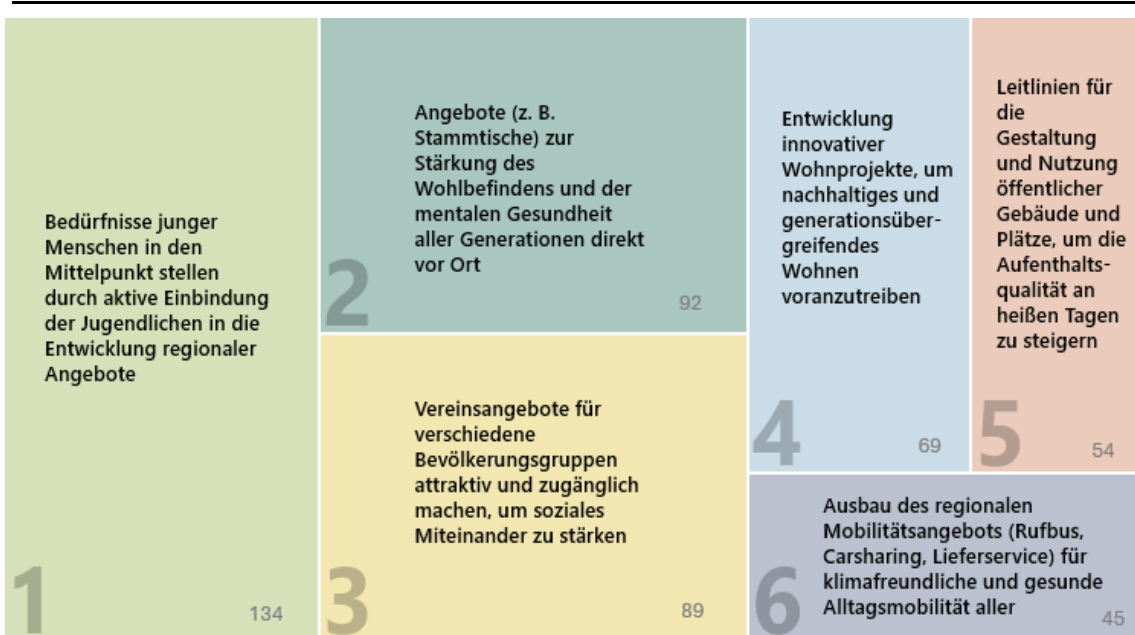 Bedürfnisse junger
Menschen in den
Mittelpunkt stellen
durch aktive Einbindung
der Jugendlichen in die
Entwicklung regionaler
Angebote
1
134
Angebote (z. B.
Stammtische) zur
Stärkung des
Wohlbefindens und der
mentalen Gesundheit
aller Generationen direkt
vor Ort
2
92
Vereinsangebote für
verschiedene
Bevölkerungsgruppen
attraktiv und zugänglich
machen, um soziales
Miteinander zu stärken
3
89
Entwicklung
innovativer
Wohnprojekte, um
nachhaltiges und
generationsüber-
greifendes
Wohnen
voranzutreiben
4
69
Leitlinien für
die
Gestaltung
und Nutzung
öffentlicher
Gebäude und
Plätze, um die
Aufenthalts-
qualität an
heißen Tagen
zu steigern
5
54
Ausbau des regionalen
Mobilitätsangebots (Rufbus,
Carsharing, Lieferservice) für
klimafreundliche und gesunde
Alltagsmobilität aller
6
45